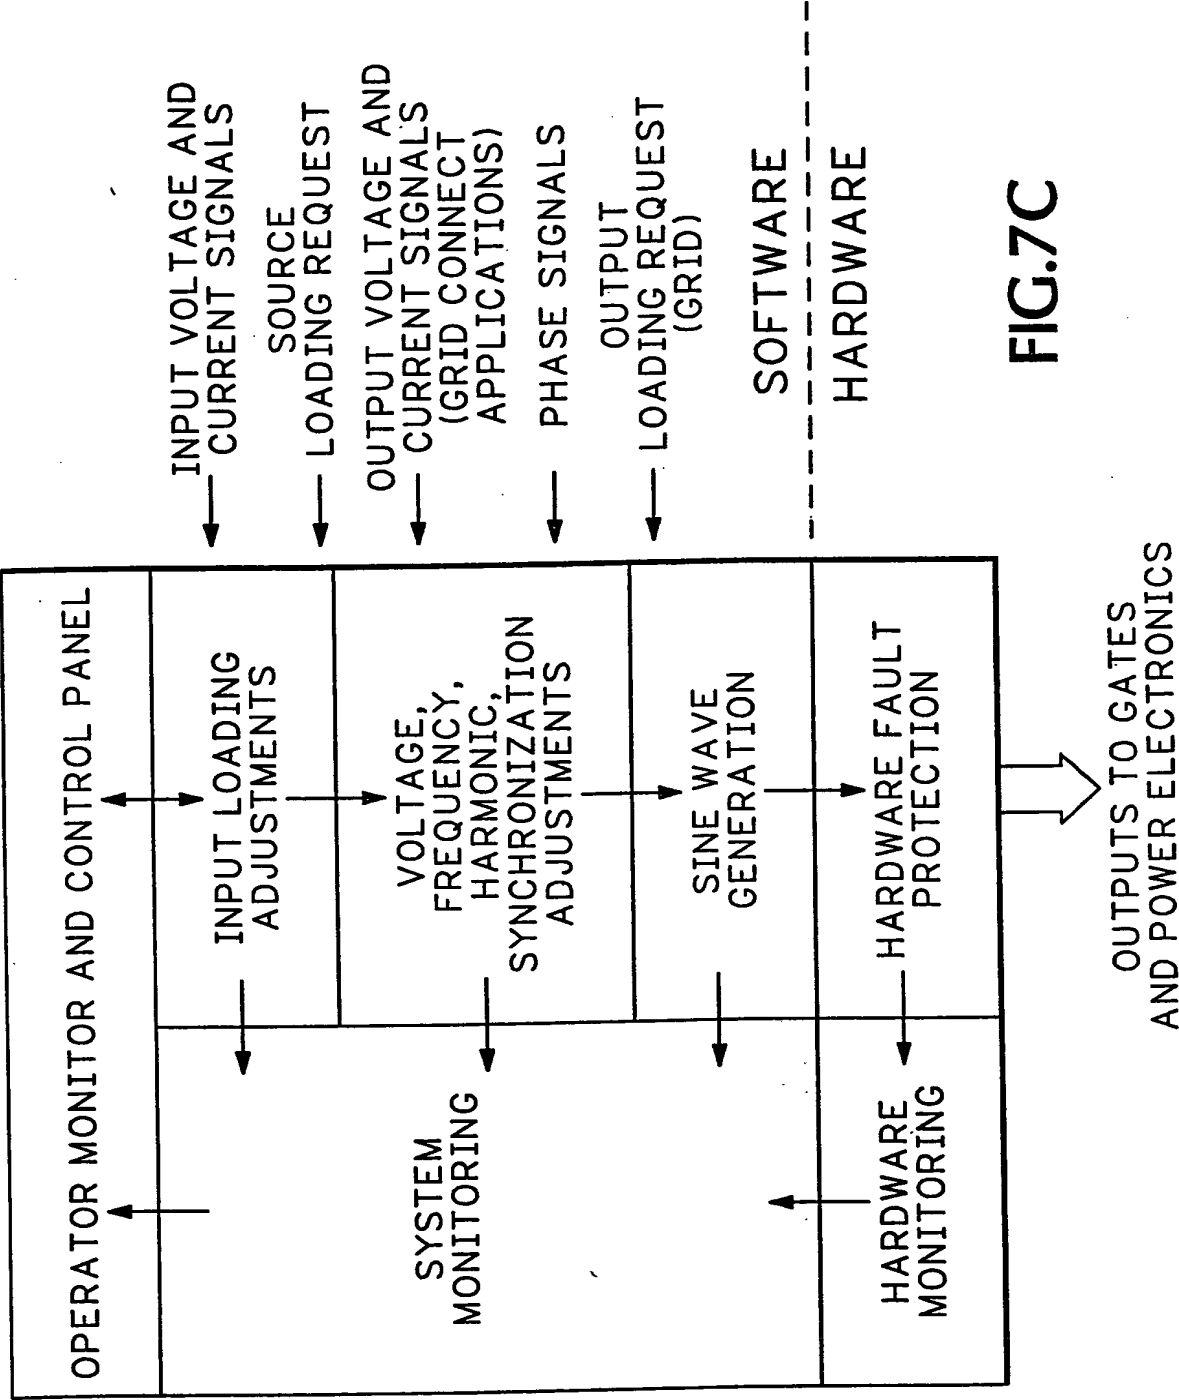 OPERATOR MONITOR AND CONTROL PANEL
INPUT LOADING
ADJUSTMENTS
VOLTAGE,
FREQUENCY,
HARMONIC,
SYNCHRONIZATION
ADJUSTMENTS
SINE WAVE
GENERATION
HARDWARE FAULT
PROTECTION
SYSTEM
MONITORING
HARDWARE
MONITORING
INPUT VOLTAGE AND
CURRENT SIGNALS
SOURCE
LOADING REQUEST
OUTPUT VOLTAGE AND
CURRENT SIGNALS
(GRID CONNECT
APPLICATIONS)
PHASE SIGNALS
OUTPUT
LOADING REQUEST
(GRID)
SOFTWARE
HARDWARE
OUTPUTS TO GATES
AND POWER ELECTRONICS
FIG.7C